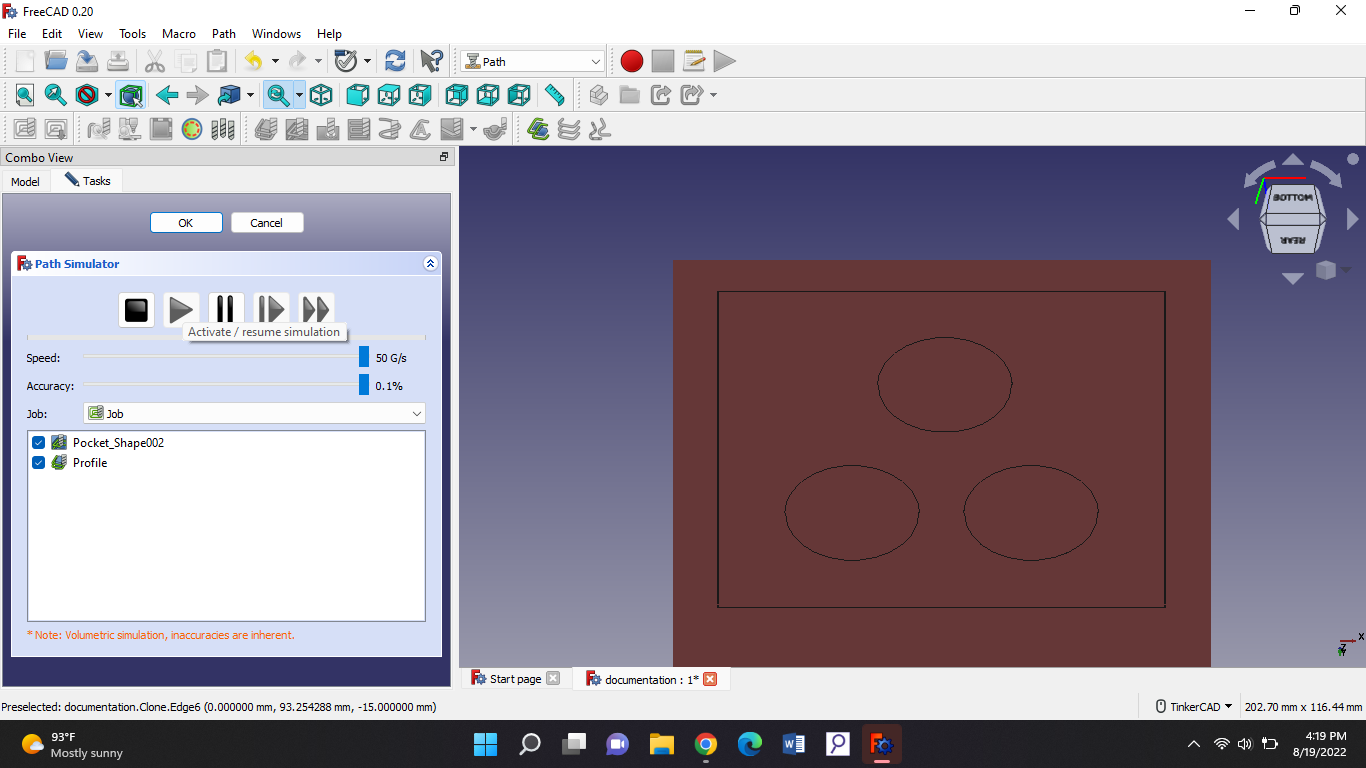 FreeCAD 0.20
File Edit View Tools Macro Path Windows Help
Path
Combo View
Model Tasks
OK Cancel
Path Simulator
Activate / resume simulation
Speed: 50 G/s
Accuracy: 0.1%
Job: Job
Pocket_Shape002
Profile
* Note: Volumetric simulation, inaccuracies are inherent.
BOTTOM
REAR
X
Z
Start page documentation : 1*
Preselected: documentation.Clone.Edge6 (0.000000 mm, 93.254288 mm, -15.000000 mm) TinkerCAD 202.70 mm x 116.44 mm
93°F
Mostly sunny
4:19 PM
8/19/2022